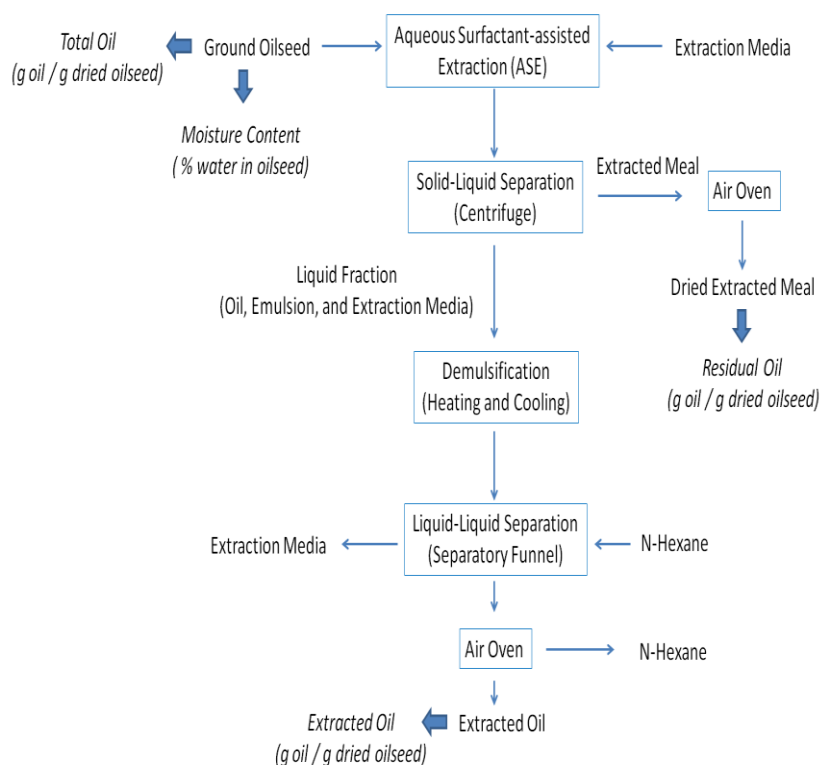 Total Oil
(g oil / g dried oilseed)
Ground Oilseed
Aqueous Surfactant-assisted
Extraction (ASE)
Extraction Media
Moisture Content
( % water in oilseed)
Solid-Liquid Separation
(Centrifuge)
Extracted Meal
Air Oven
Liquid Fraction
(Oil, Emulsion, and Extraction Media)
Dried Extracted Meal
Residual Oil
(g oil / g dried oilseed)
Demulsification
(Heating and Cooling)
Extraction Media
Liquid-Liquid Separation
(Separatory Funnel)
N-Hexane
Air Oven
N-Hexane
Extracted Oil
(g oil / g dried oilseed)
Extracted Oil